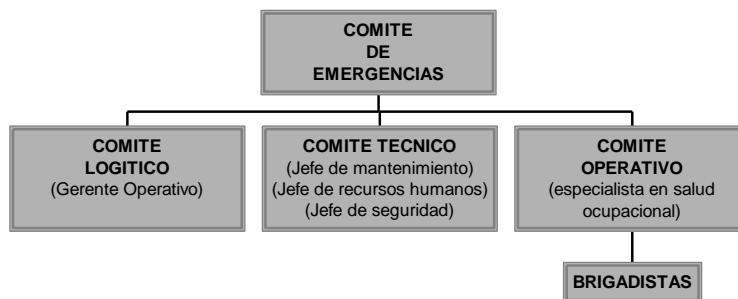 COMITE
DE
EMERGENCIAS
COMITE
LOGITICO
(Gerente Operativo)
COMITE TECNICO
(Jefe de mantenimiento)
(Jefe de recursos humanos)
(Jefe de seguridad)
COMITE
OPERATIVO
(especialista en salud
ocupacional)
BRIGADISTAS